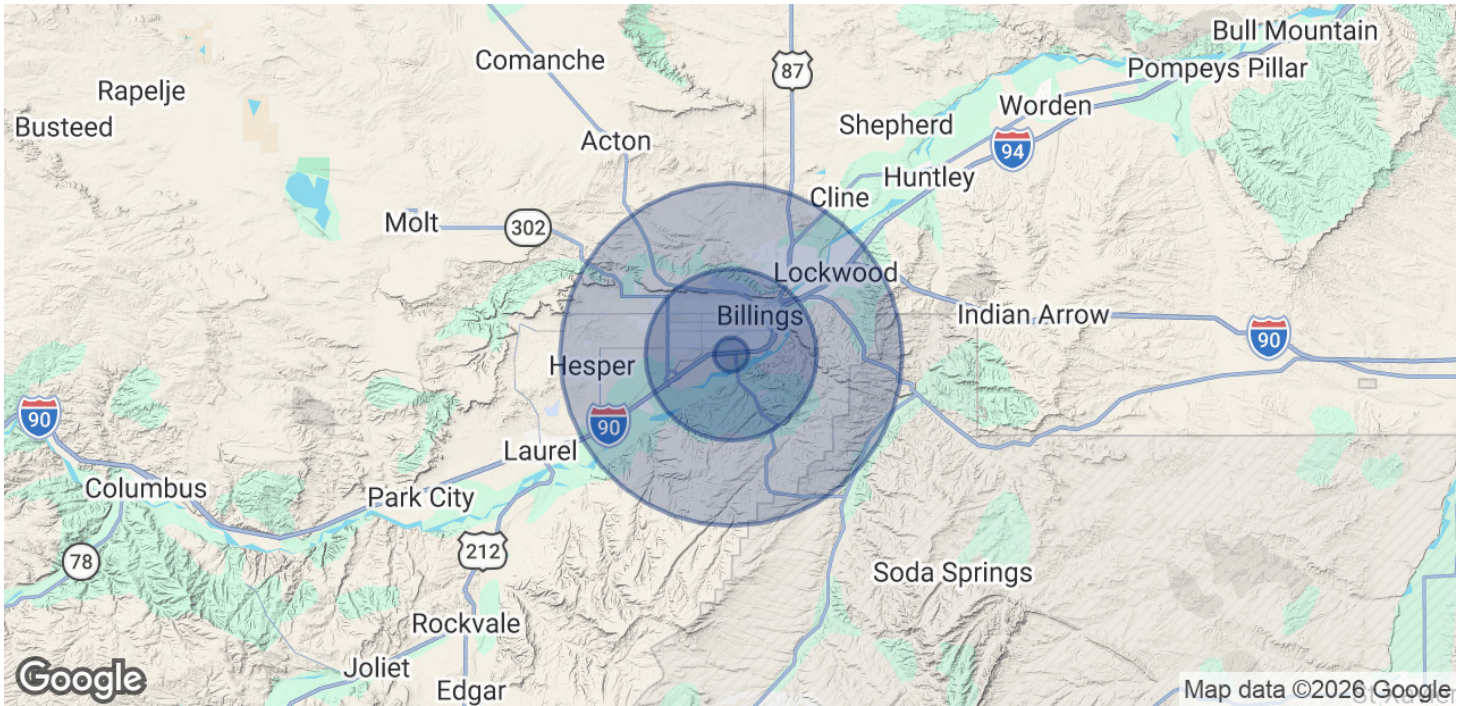 Bull Mountain
Comanche
Pompeys Pillar
87
Rapelje
Worden
Busteed
Shepherd
Acton
94
Huntley
Cline
Molt
302
Lockwood
Billings
Indian Arrow
90
Hesper
90
90
Laurel
Columbus
Park City
212
78
Soda Springs
Rockvale
Joliet
Edgar
Google
Map data ©2026 Google